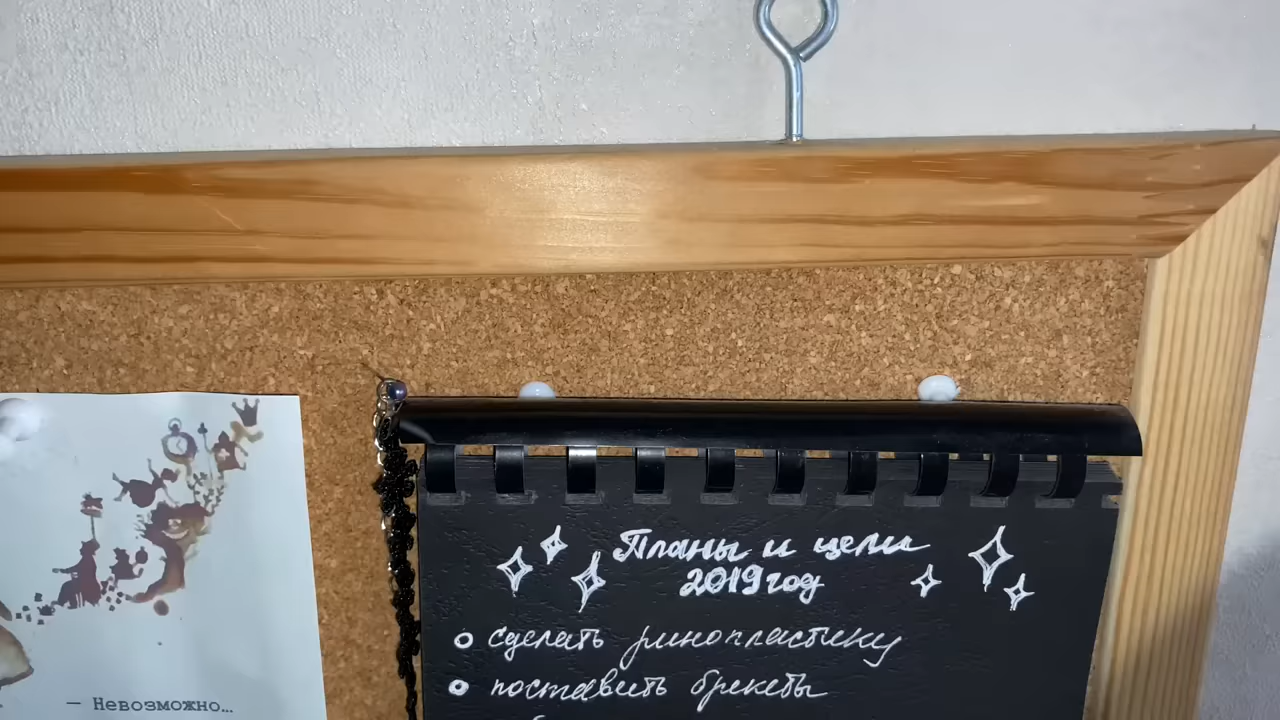 Планы и цели
2019 год
сделать ринопластику
поставить брекеты
— Невозможно…